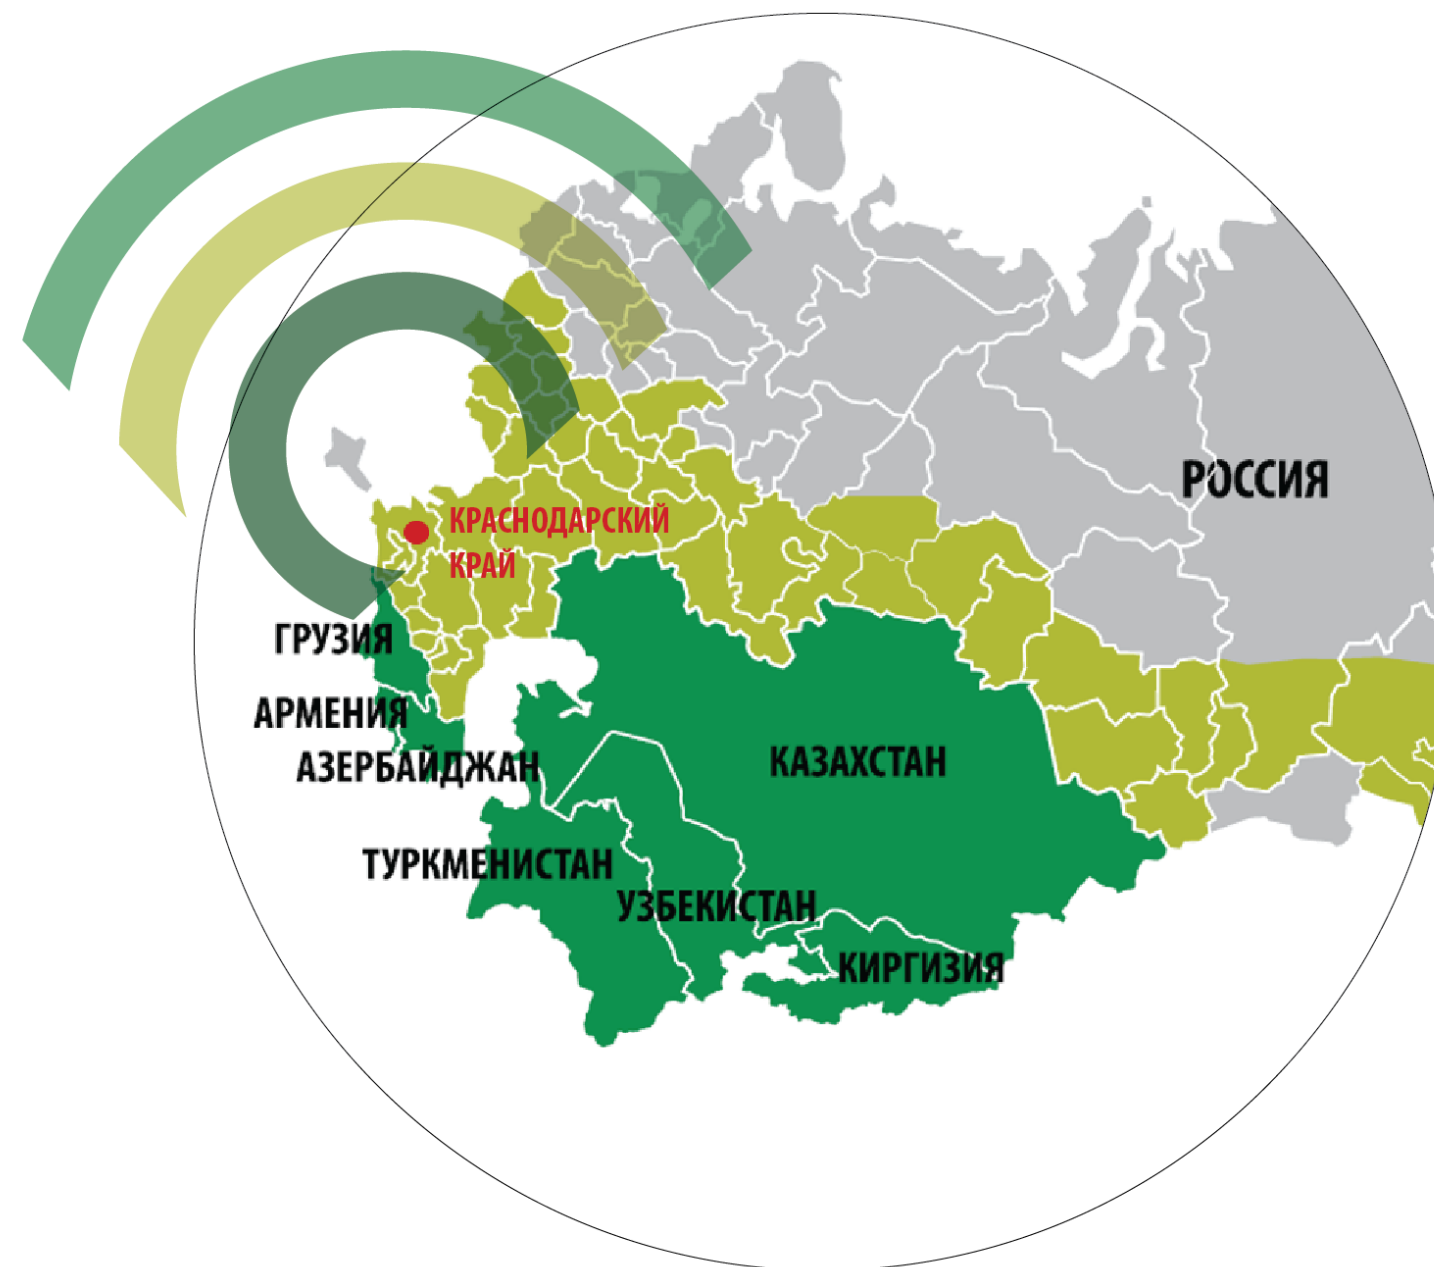 РОССИЯ
КРАСНОДАРСКИЙ
КРАЙ
ГРУЗИЯ
АРМЕНИЯ
АЗЕРБАЙДЖАН
КАЗАХСТАН
ТУРКМЕНИСТАН
УЗБЕКИСТАН
КИРГИЗИЯ